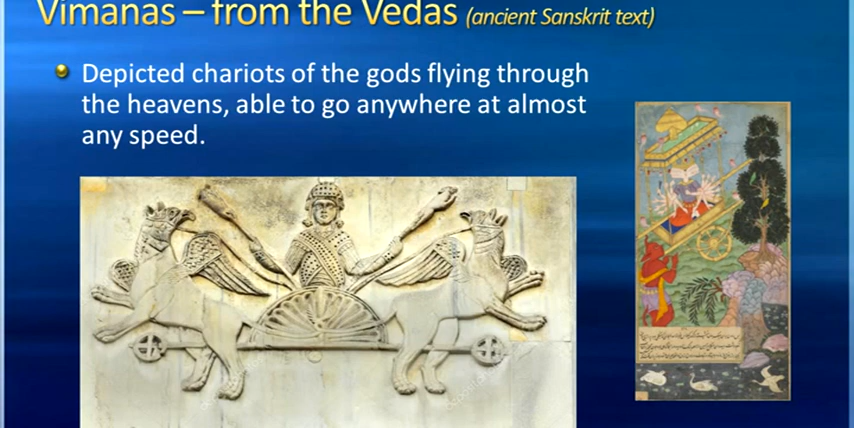 Vimanas – from the Vedas (ancient Sanskrit text)
Depicted chariots of the gods flying through
the heavens, able to go anywhere at almost
any speed.